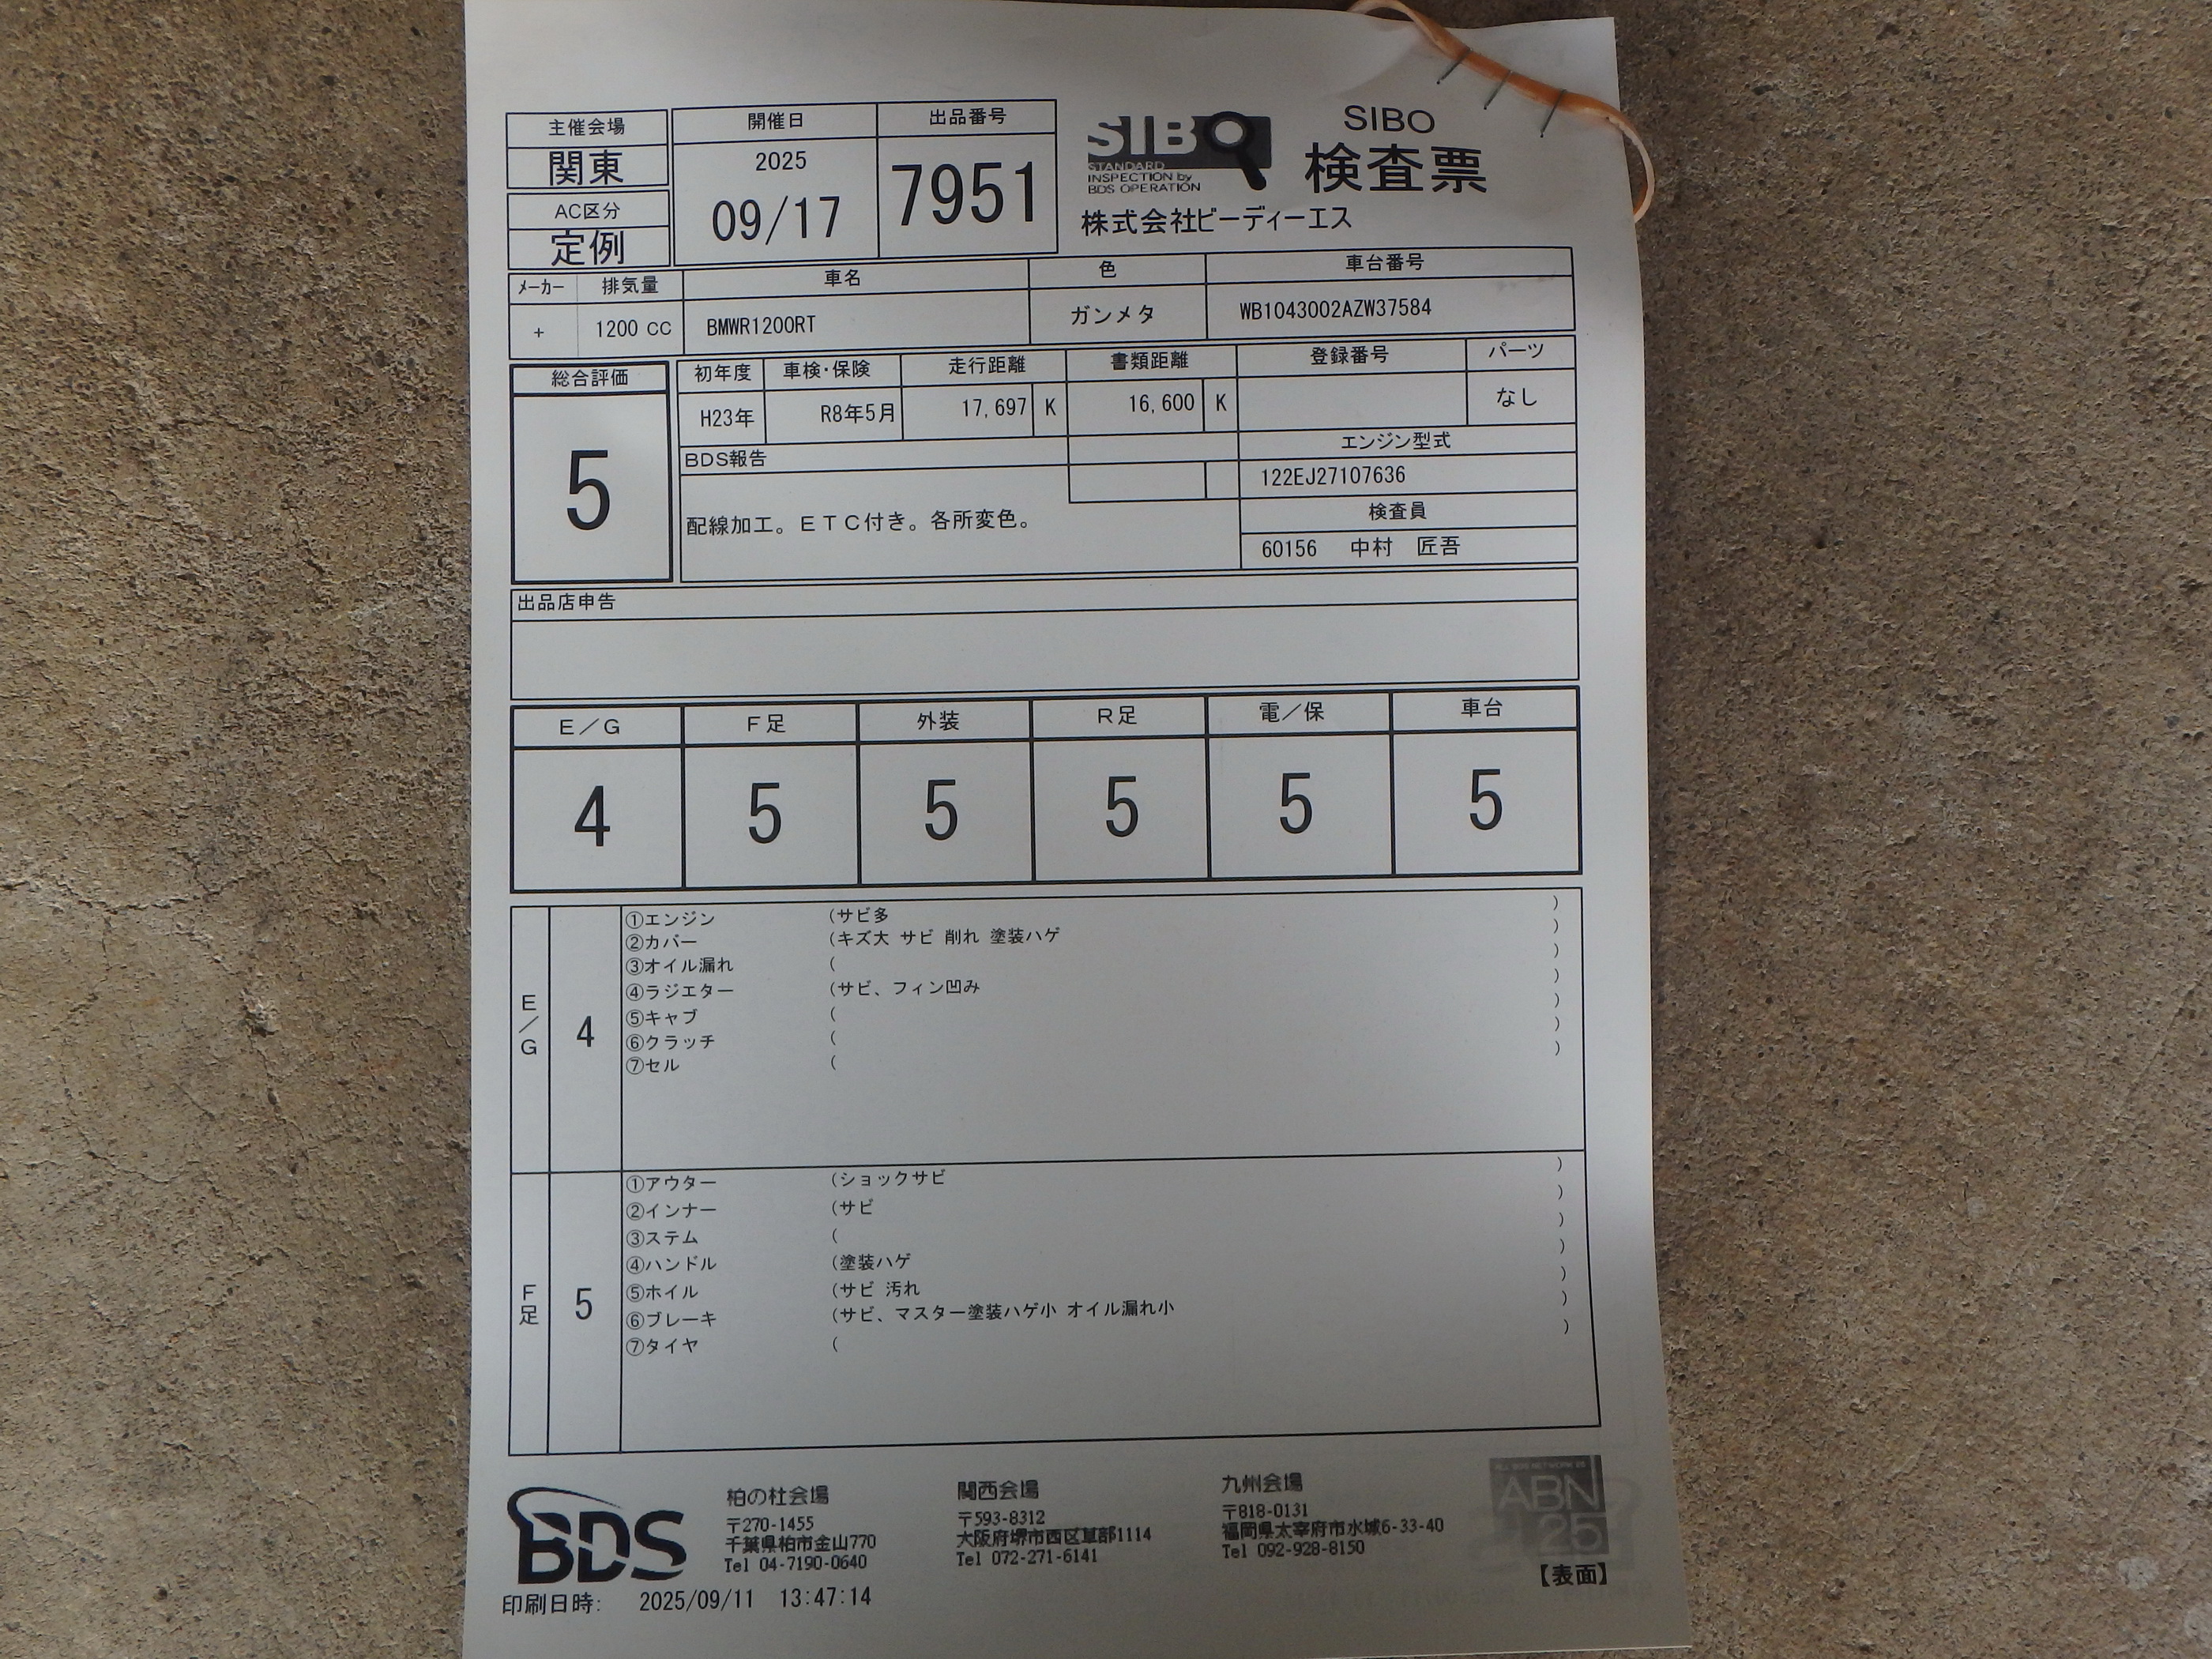 主催会場
関東
AC区分
定例
開催日
2025
09/17
出品番号
7951
SIBO
STANDARD
INSPECTION by
BDS OPERATION
SIBO
検査票
株式会社ビーディーエス
ﾒｰｶｰ 排気量 車名 色 車台番号
+ 1200 CC BMWR1200RT ガンメタ WB1043002AZW37584
総合評価
5
初年度 車検・保険 走行距離 書類距離 登録番号 パーツ
H23年 R8年5月 17,697 K 16,600 K なし
BDS報告
配線加工。ETC付き。各所変色。
エンジン型式
122EJ27107636
検査員
60156 中村 匠吾
出品店申告
E/G F足 外装 R足 電/保 車台
4 5 5 5 5 5
E/G
4
①エンジン (サビ多 )
②カバー (キズ大 サビ 削れ 塗装ハゲ )
③オイル漏れ ( )
④ラジエター (サビ、フィン凹み )
⑤キャブ ( )
⑥クラッチ ( )
⑦セル ( )
F足
5
①アウター (ショックサビ )
②インナー (サビ )
③ステム ( )
④ハンドル (塗装ハゲ )
⑤ホイル (サビ 汚れ )
⑥ブレーキ (サビ、マスター塗装ハゲ小 オイル漏れ小 )
⑦タイヤ ( )
BDS
柏の杜会場
〒270-1455
千葉県柏市金山770
Tel 04-7190-0640
関西会場
〒593-8312
大阪府堺市西区草部1114
Tel 072-271-6141
九州会場
〒818-0131
福岡県太宰府市水城6-33-40
Tel 092-928-8150
ABN
25
【表面】
印刷日時: 2025/09/11 13:47:14